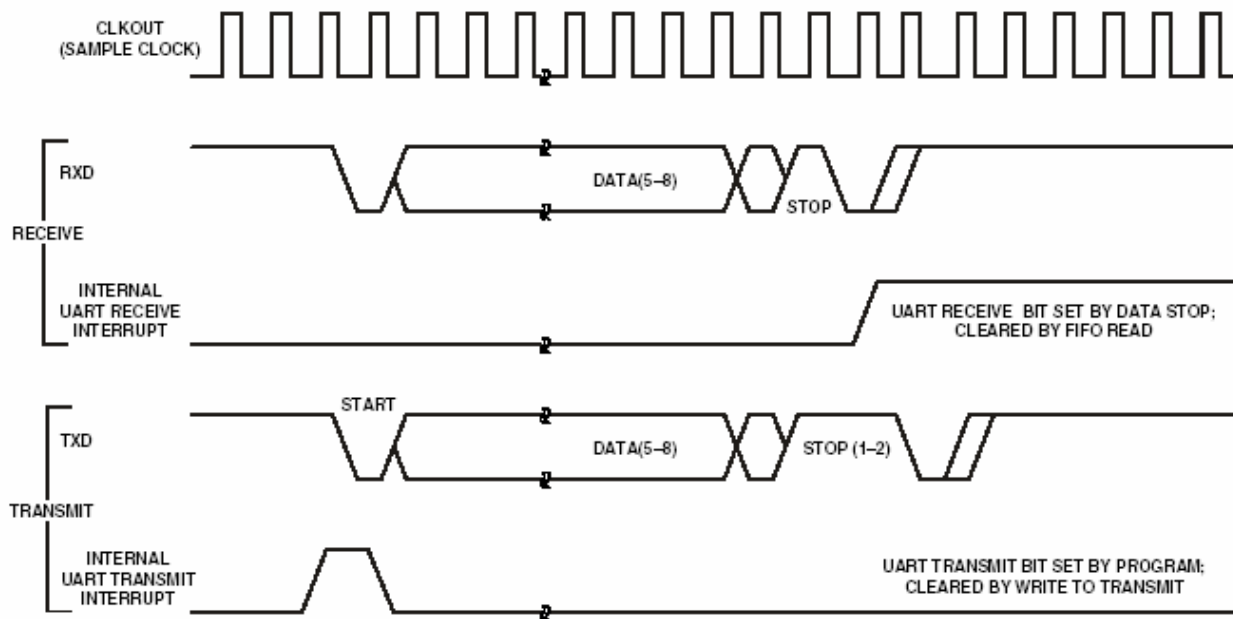 CLKOUT
(SAMPLE CLOCK)
RXD
DATA(5–8)
STOP
RECEIVE
INTERNAL
UART RECEIVE
INTERRUPT
UART RECEIVE BIT SET BY DATA STOP;
CLEARED BY FIFO READ
START
TXD
DATA(5–8)
STOP (1–2)
TRANSMIT
INTERNAL
UART TRANSMIT
INTERRUPT
UART TRANSMIT BIT SET BY PROGRAM;
CLEARED BY WRITE TO TRANSMIT